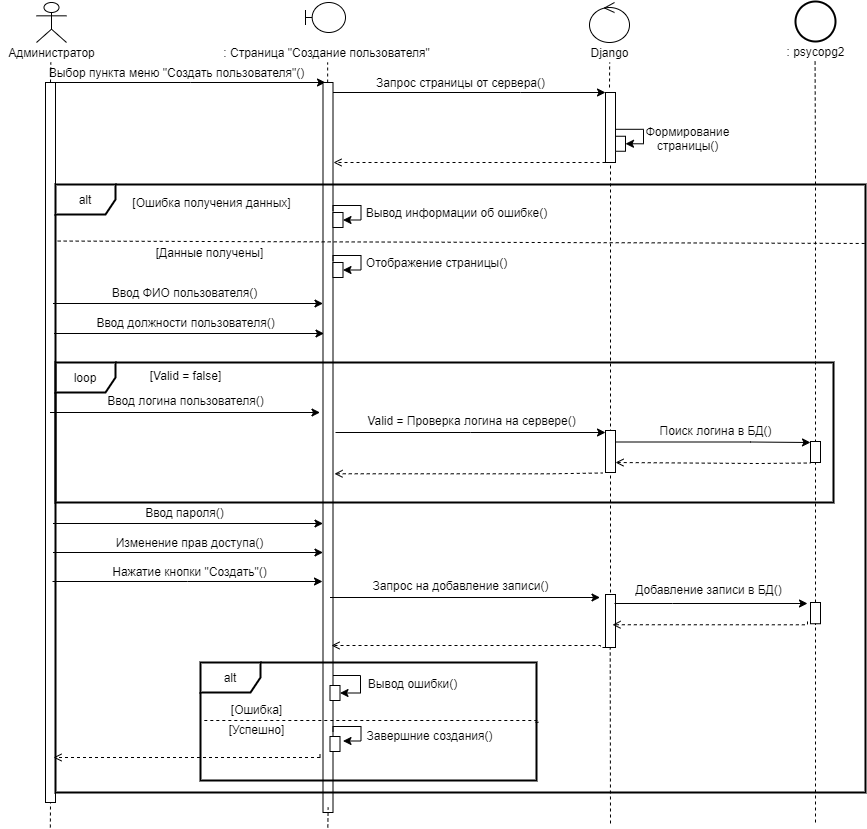 Администратор
: Страница "Создание пользователя"
Django
: psycopg2
Выбор пункта меню "Создать пользователя"()
Запрос страницы от сервера()
Формирование
страницы()
alt
[Ошибка получения данных]
Вывод информации об ошибке()
[Данные получены]
Отображение страницы()
Ввод ФИО пользователя()
Ввод должности пользователя()
loop
[Valid = false]
Ввод логина пользователя()
Valid = Проверка логина на сервере()
Поиск логина в БД()
Ввод пароля()
Изменение прав доступа()
Нажатие кнопки "Создать"()
Запрос на добавление записи()
Добавление записи в БД()
alt
Вывод ошибки()
[Ошибка]
[Успешно]
Завершние создания()